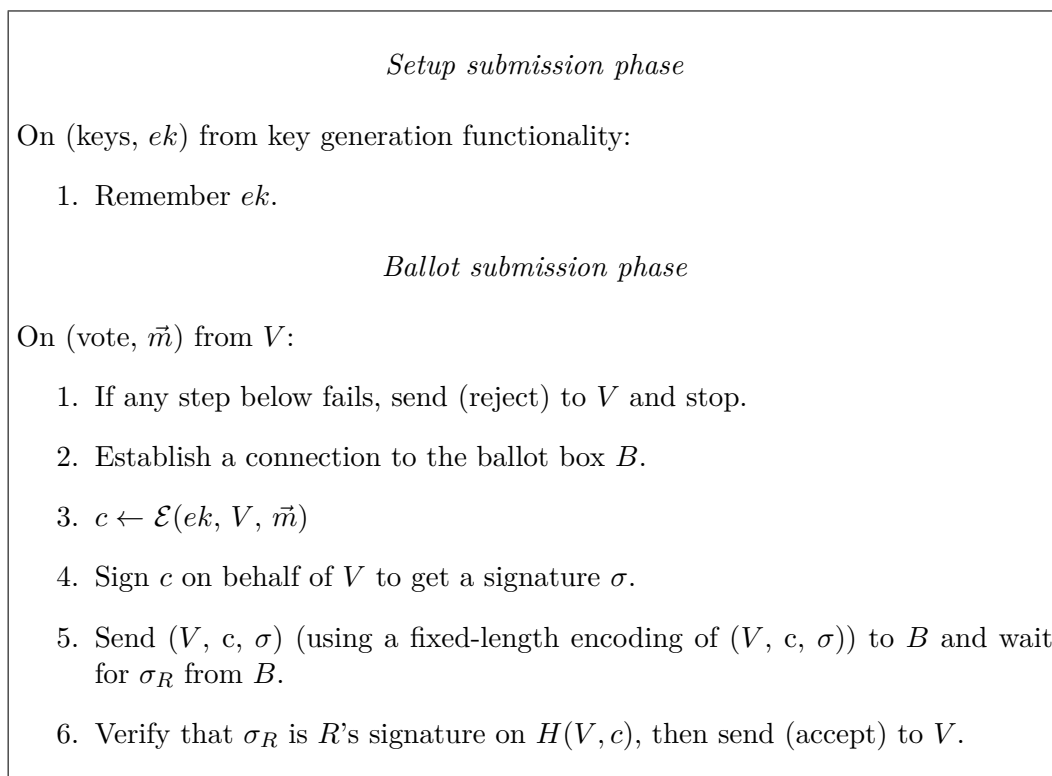 Setup submission phase
On (keys, ek) from key generation functionality:
1. Remember ek.
Ballot submission phase
On (vote, m⃗) from V:
1. If any step below fails, send (reject) to V and stop.
2. Establish a connection to the ballot box B.
3. c ← ℰ(ek, V, m⃗)
4. Sign c on behalf of V to get a signature σ.
5. Send (V, c, σ) (using a fixed-length encoding of (V, c, σ)) to B and wait
for σ_R from B.
6. Verify that σ_R is R's signature on H(V, c), then send (accept) to V.